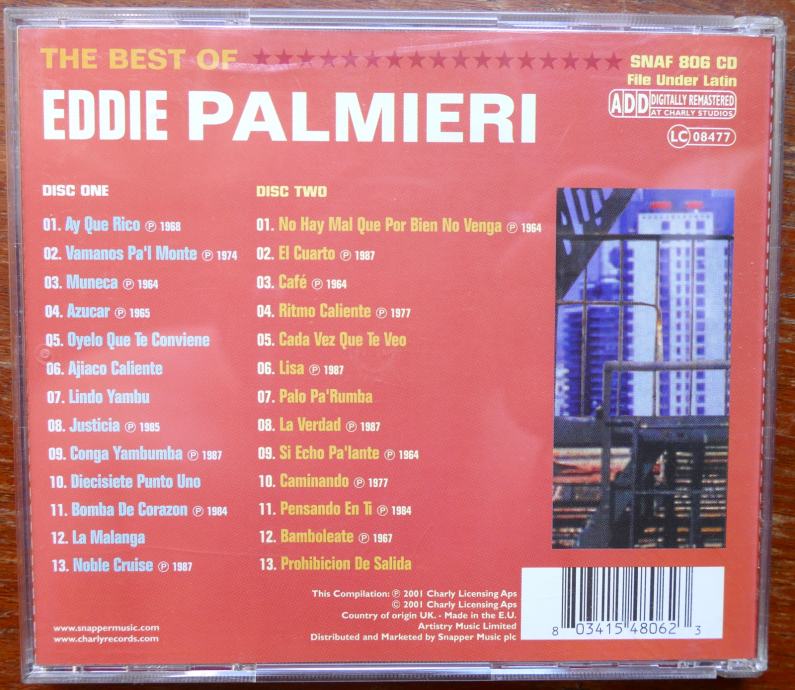 THE BEST OF
EDDIE PALMIERI
SNAF 806 CD
File Under Latin
ADD DIGITALLY REMASTERED
AT CHARLY STUDIOS
LC 08477
DISC ONE
01. Ay Que Rico ℗ 1968
02. Vamanos Pa'l Monte ℗ 1974
03. Muneca ℗ 1964
04. Azucar ℗ 1965
05. Oyelo Que Te Conviene
06. Ajiaco Caliente
07. Lindo Yambu
08. Justicia ℗ 1985
09. Conga Yambumba ℗ 1987
10. Diecisiete Punto Uno
11. Bomba De Corazon ℗ 1984
12. La Malanga
13. Noble Cruise ℗ 1987
DISC TWO
01. No Hay Mal Que Por Bien No Venga ℗ 1964
02. El Cuarto ℗ 1987
03. Café ℗ 1964
04. Ritmo Caliente ℗ 1977
05. Cada Vez Que Te Veo
06. Lisa ℗ 1987
07. Palo Pa'Rumba
08. La Verdad ℗ 1987
09. Si Echo Pa'lante ℗ 1964
10. Caminando ℗ 1977
11. Pensando En Ti ℗ 1984
12. Bamboleate ℗ 1967
13. Prohibicion De Salida
www.snappermusic.com
www.charlyrecords.com
This Compilation: ℗ 2001 Charly Licensing Aps
© 2001 Charly Licensing Aps
Country of origin UK. - Made in the E.U.
Artistry Music Limited
Distributed and Marketed by Snapper Music plc
8 03415 48062 3